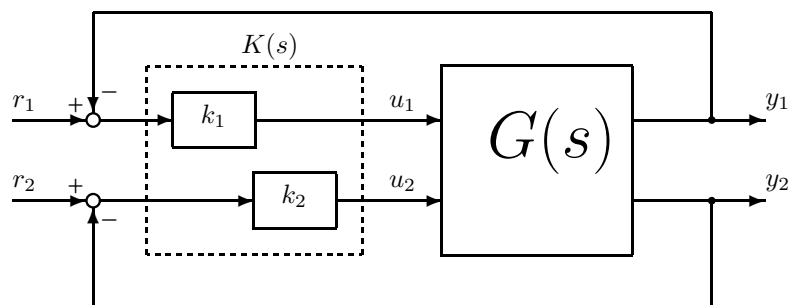 K(s)
r₁ + − k₁ u₁ G(s) y₁
r₂ + − k₂ u₂ y₂